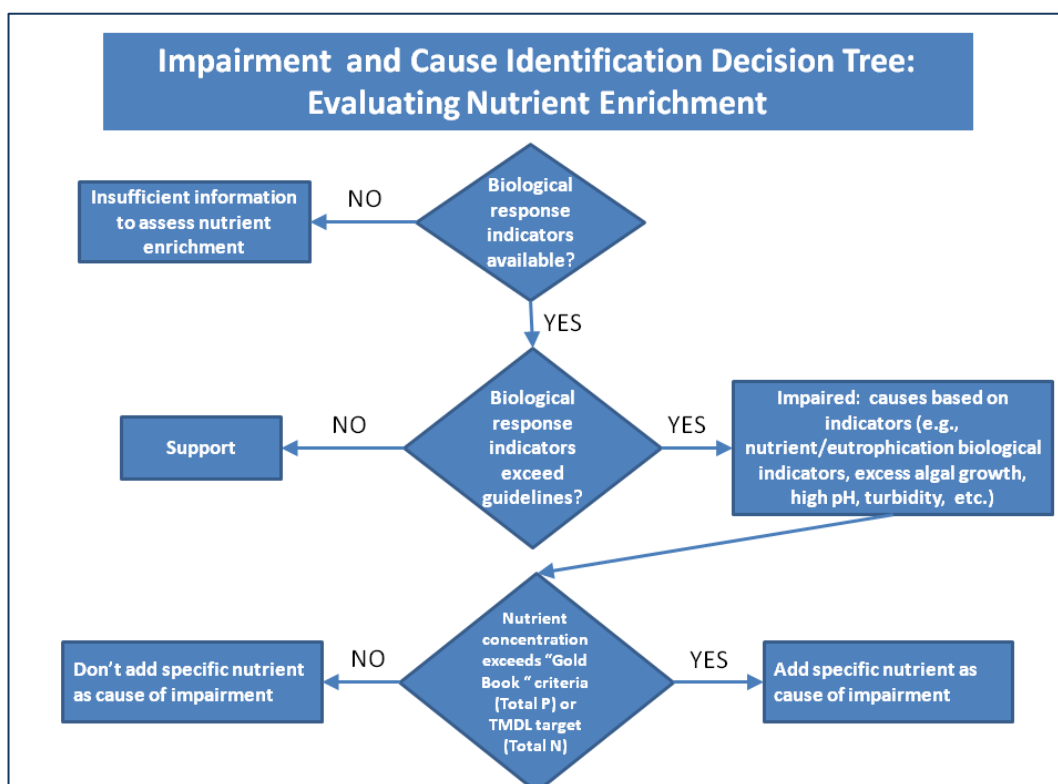 Impairment and Cause Identification Decision Tree:
Evaluating Nutrient Enrichment
Insufficient information
to assess nutrient
enrichment
NO
Biological
response
indicators
available?
YES
Support
NO
Biological
response
indicators
exceed
guidelines?
YES
Impaired: causes based on
indicators (e.g.,
nutrient/eutrophication biological
indicators, excess algal growth,
high pH, turbidity, etc.)
Don’t add specific nutrient
as cause of impairment
NO
Nutrient
concentration
exceeds “Gold
Book “ criteria
(Total P) or
TMDL target
(Total N)
YES
Add specific nutrient as
cause of impairment